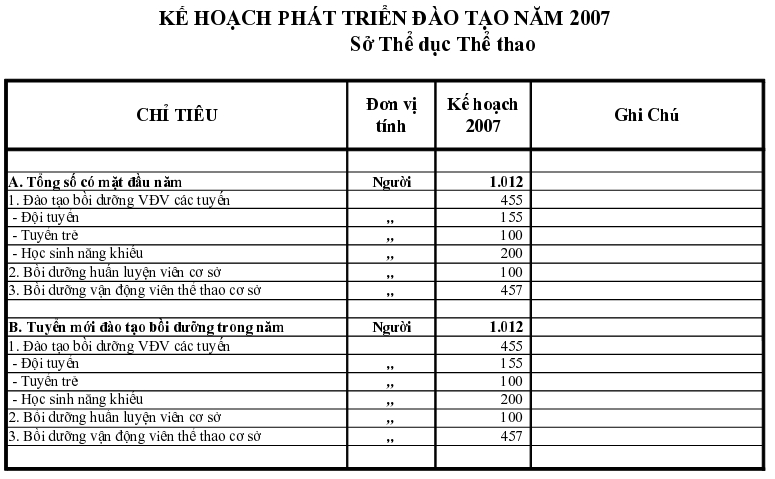 KẾ HOẠCH PHÁT TRIỂN ĐÀO TẠO NĂM 2007
Sở Thể dục Thể thao
CHỈ TIÊU Đơn vị tính Kế hoạch 2007 Ghi Chú
A. Tổng số có mặt đầu năm Người 1.012
1. Đào tạo bồi dưỡng VĐV các tuyến 455
- Đội tuyển ,, 155
- Tuyển trẻ ,, 100
- Học sinh năng khiếu ,, 200
2. Bồi dưỡng huấn luyện viên cơ sở ,, 100
3. Bồi dưỡng vận động viên thể thao cơ sở ,, 457
B. Tuyển mới đào tạo bồi dưỡng trong năm Người 1.012
1. Đào tạo bồi dưỡng VĐV các tuyến 455
- Đội tuyển ,, 155
- Tuyển trẻ ,, 100
- Học sinh năng khiếu ,, 200
2. Bồi dưỡng huấn luyện viên cơ sở ,, 100
3. Bồi dưỡng vận động viên thể thao cơ sở ,, 457